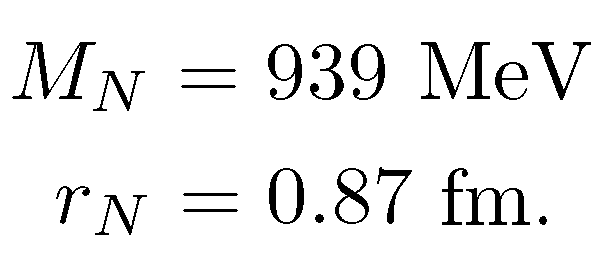 M_N = 939 MeV
r_N = 0.87 fm.